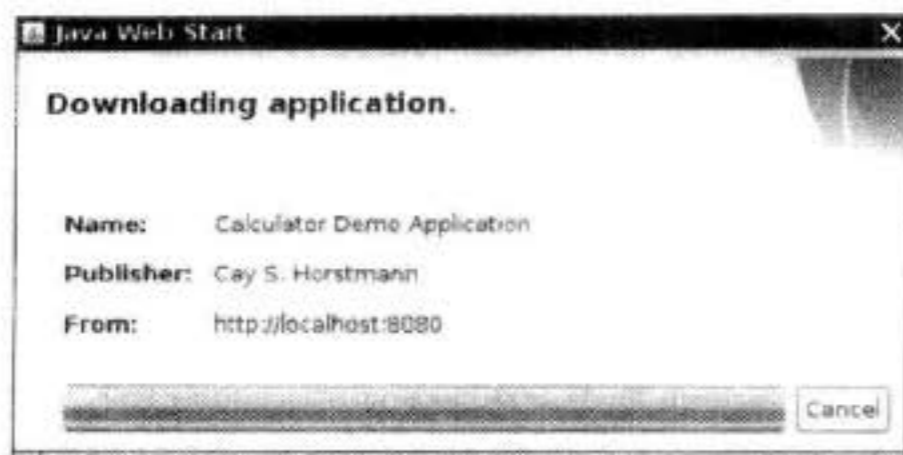 Java Web Start
Downloading application.
Name: Calculator Demo Application
Publisher: Cay S. Horstmann
From: http://localhost:8080
Cancel